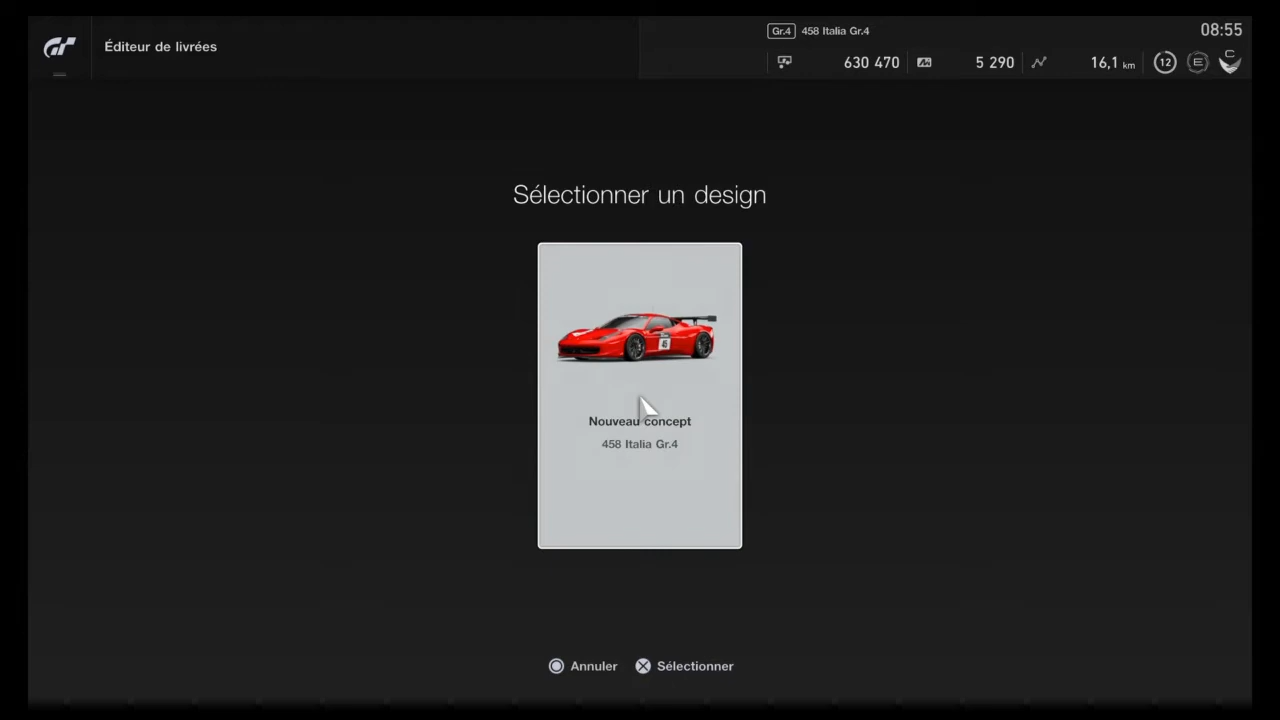 Éditeur de livrées
Gr.4 458 Italia Gr.4
08:55
630 470
5 290
16,1 km
12
E
C
Sélectionner un design
45
Nouveau concept
458 Italia Gr.4
Annuler
Sélectionner